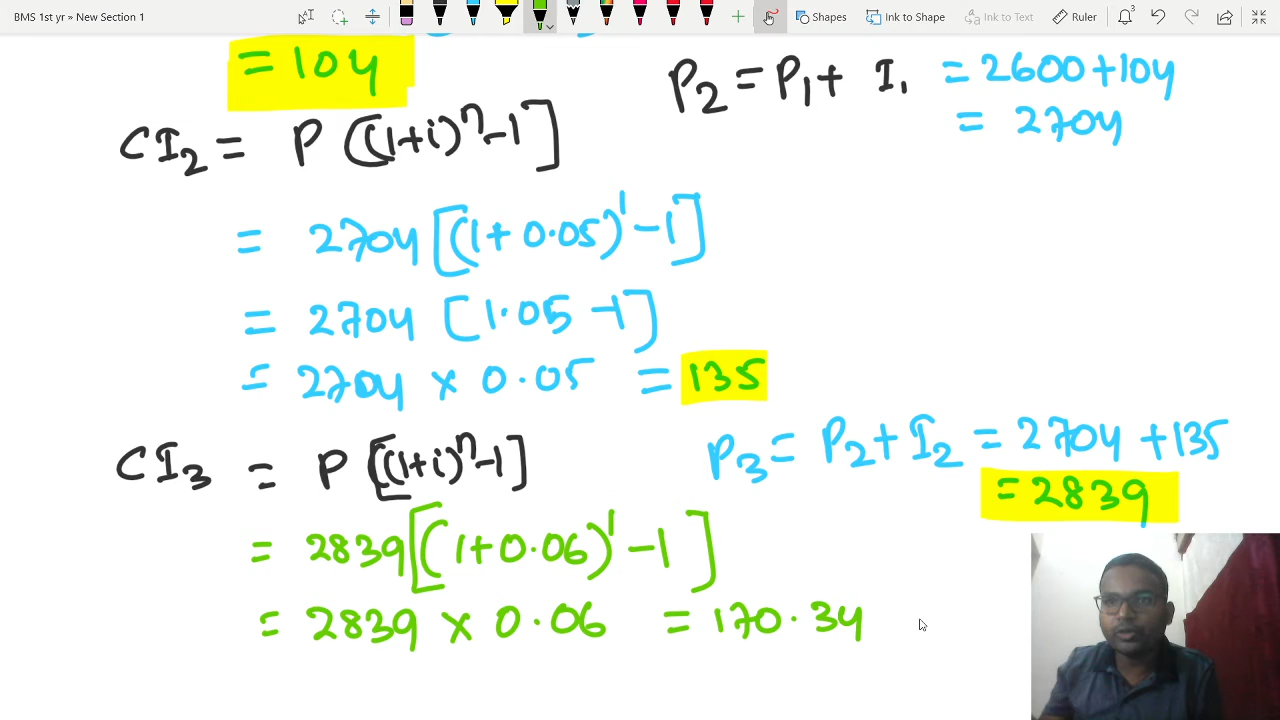 BMS 1st y » New Section 1
Shapes
Ink to Shape
Ink to Text
Ruler
3
= 104
P2 = P1 + I1 = 2600+104
= 2704
CI2 = P ((1+i)^n -1]
= 2704 [(1+ 0.05)^1 -1]
= 2704 [1.05 -1]
= 2704 x 0.05 = 135
P3 = P2 + I2 = 2704 +135
= 2839
CI3 = P [(1+i)^n -1]
= 2839 [(1+0.06)^1 -1]
= 2839 x 0.06 = 170.34